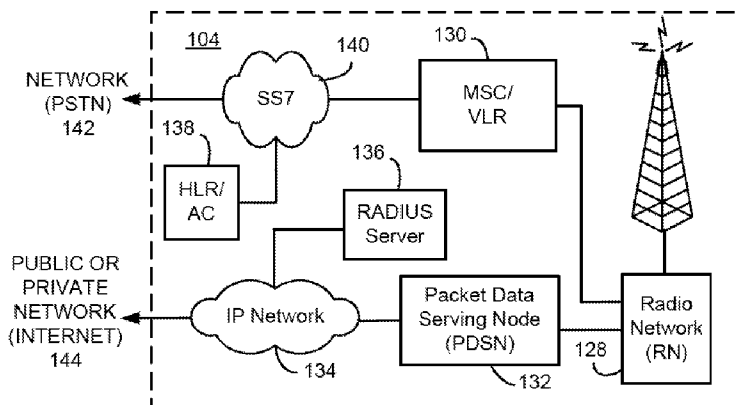 104
140
130
NETWORK
(PSTN)
142
SS7
MSC/
VLR
138
136
HLR/
AC
RADIUS
Server
PUBLIC OR
PRIVATE
NETWORK
(INTERNET)
144
IP Network
134
Packet Data
Serving Node
(PDSN)
132
Radio
Network
(RN)
128